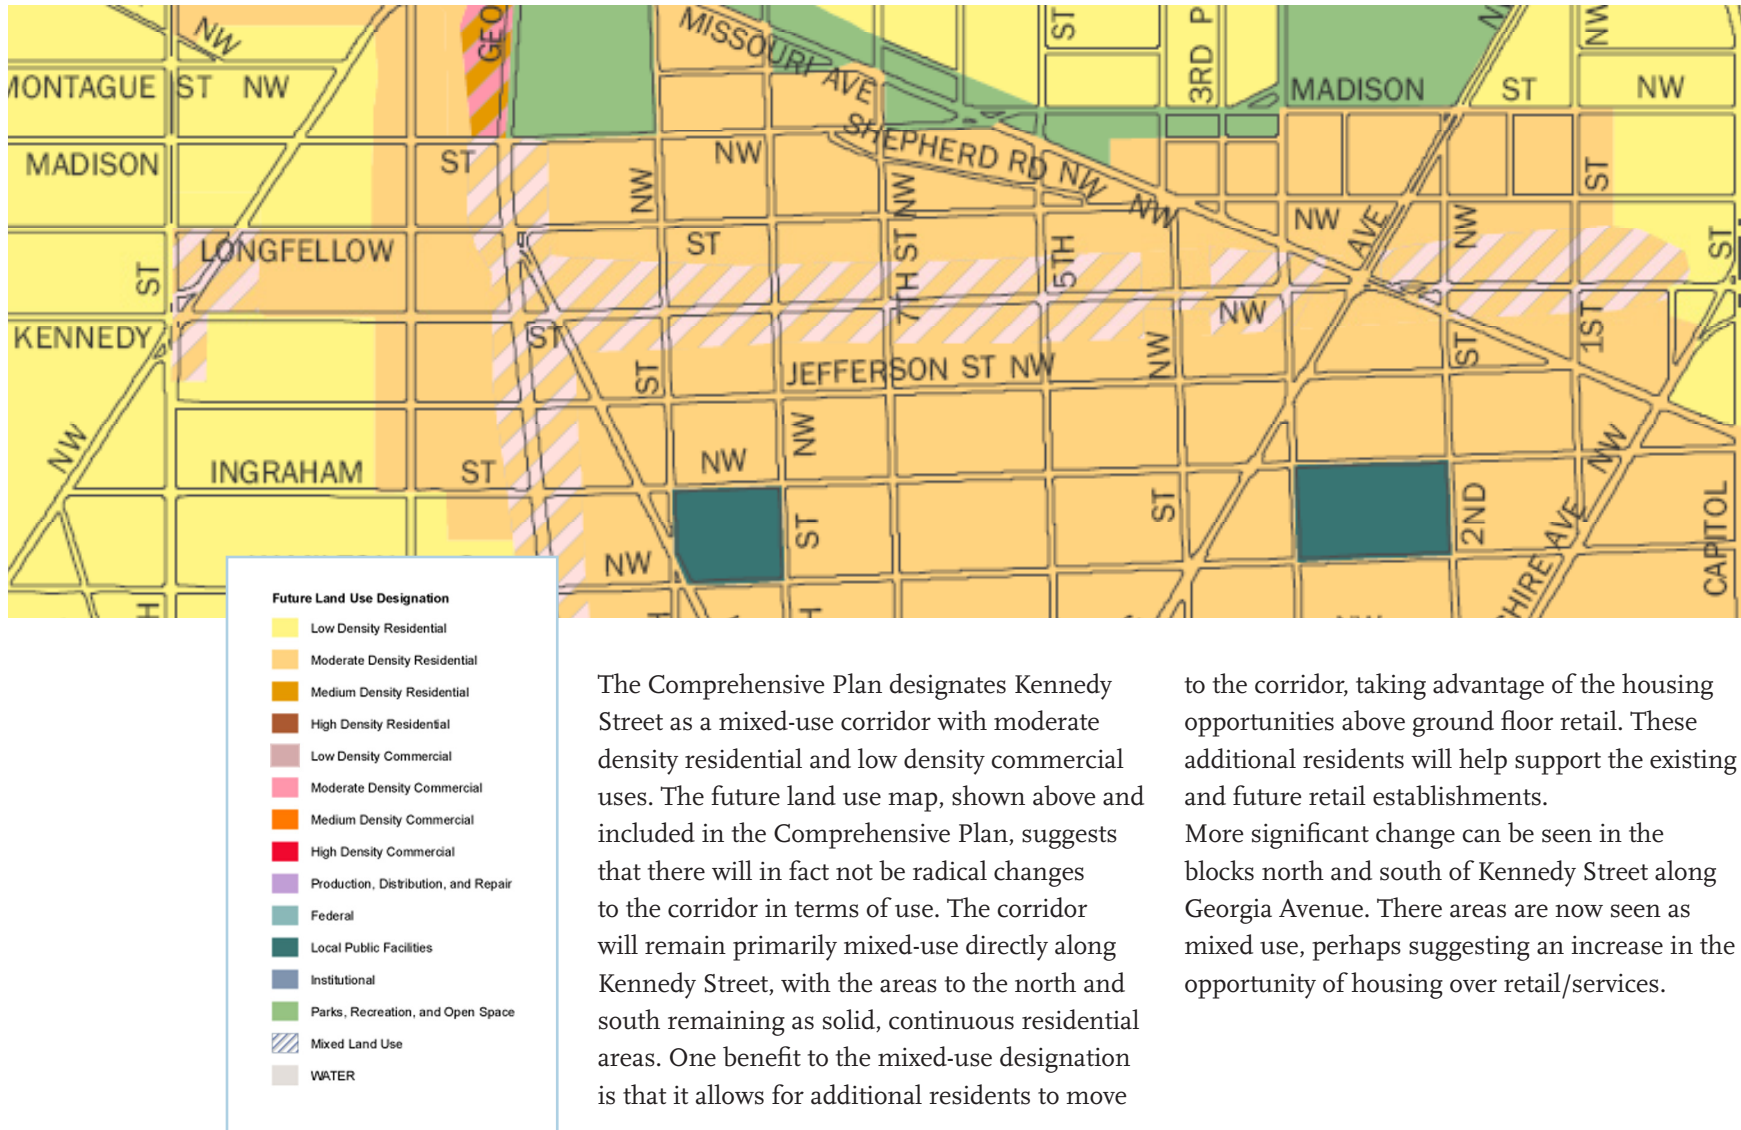 NW
GEO
MISSOURI AVE
ST
3RD P
N
NW
MONTAGUE ST NW
MADISON ST NW
SHEPHERD RD NW
MADISON ST
NW
NW
NW
NW
ST
LONGFELLOW
ST
ST
7TH ST NW
5TH
NW
AVE
NW
ST
KENNEDY
ST
NW
1ST
ST
JEFFERSON ST NW
NW
ST
NW
NW
NW
NW
INGRAHAM ST
ST
ST
2ND
NW
SHIRE AVE
CAPITOL
H
H
Future Land Use Designation
Low Density Residential
Moderate Density Residential
Medium Density Residential
High Density Residential
Low Density Commercial
Moderate Density Commercial
Medium Density Commercial
High Density Commercial
Production, Distribution, and Repair
Federal
Local Public Facilities
Institutional
Parks, Recreation, and Open Space
Mixed Land Use
WATER
The Comprehensive Plan designates Kennedy
Street as a mixed-use corridor with moderate
density residential and low density commercial
uses. The future land use map, shown above and
included in the Comprehensive Plan, suggests
that there will in fact not be radical changes
to the corridor in terms of use. The corridor
will remain primarily mixed-use directly along
Kennedy Street, with the areas to the north and
south remaining as solid, continuous residential
areas. One benefit to the mixed-use designation
is that it allows for additional residents to move
to the corridor, taking advantage of the housing
opportunities above ground floor retail. These
additional residents will help support the existing
and future retail establishments.
More significant change can be seen in the
blocks north and south of Kennedy Street along
Georgia Avenue. There areas are now seen as
mixed use, perhaps suggesting an increase in the
opportunity of housing over retail/services.